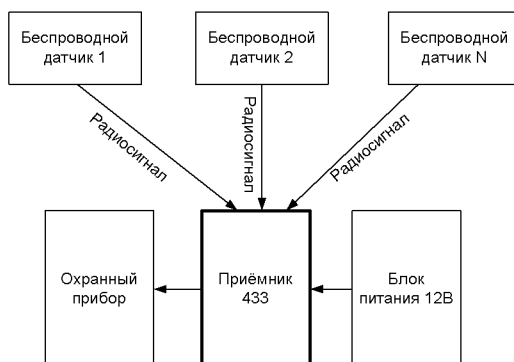 Беспроводной
датчик 1
Беспроводной
датчик 2
Беспроводной
датчик N
Радиосигнал
Радиосигнал
Радиосигнал
Охранный
прибор
Приёмник
433
Блок
питания 12В